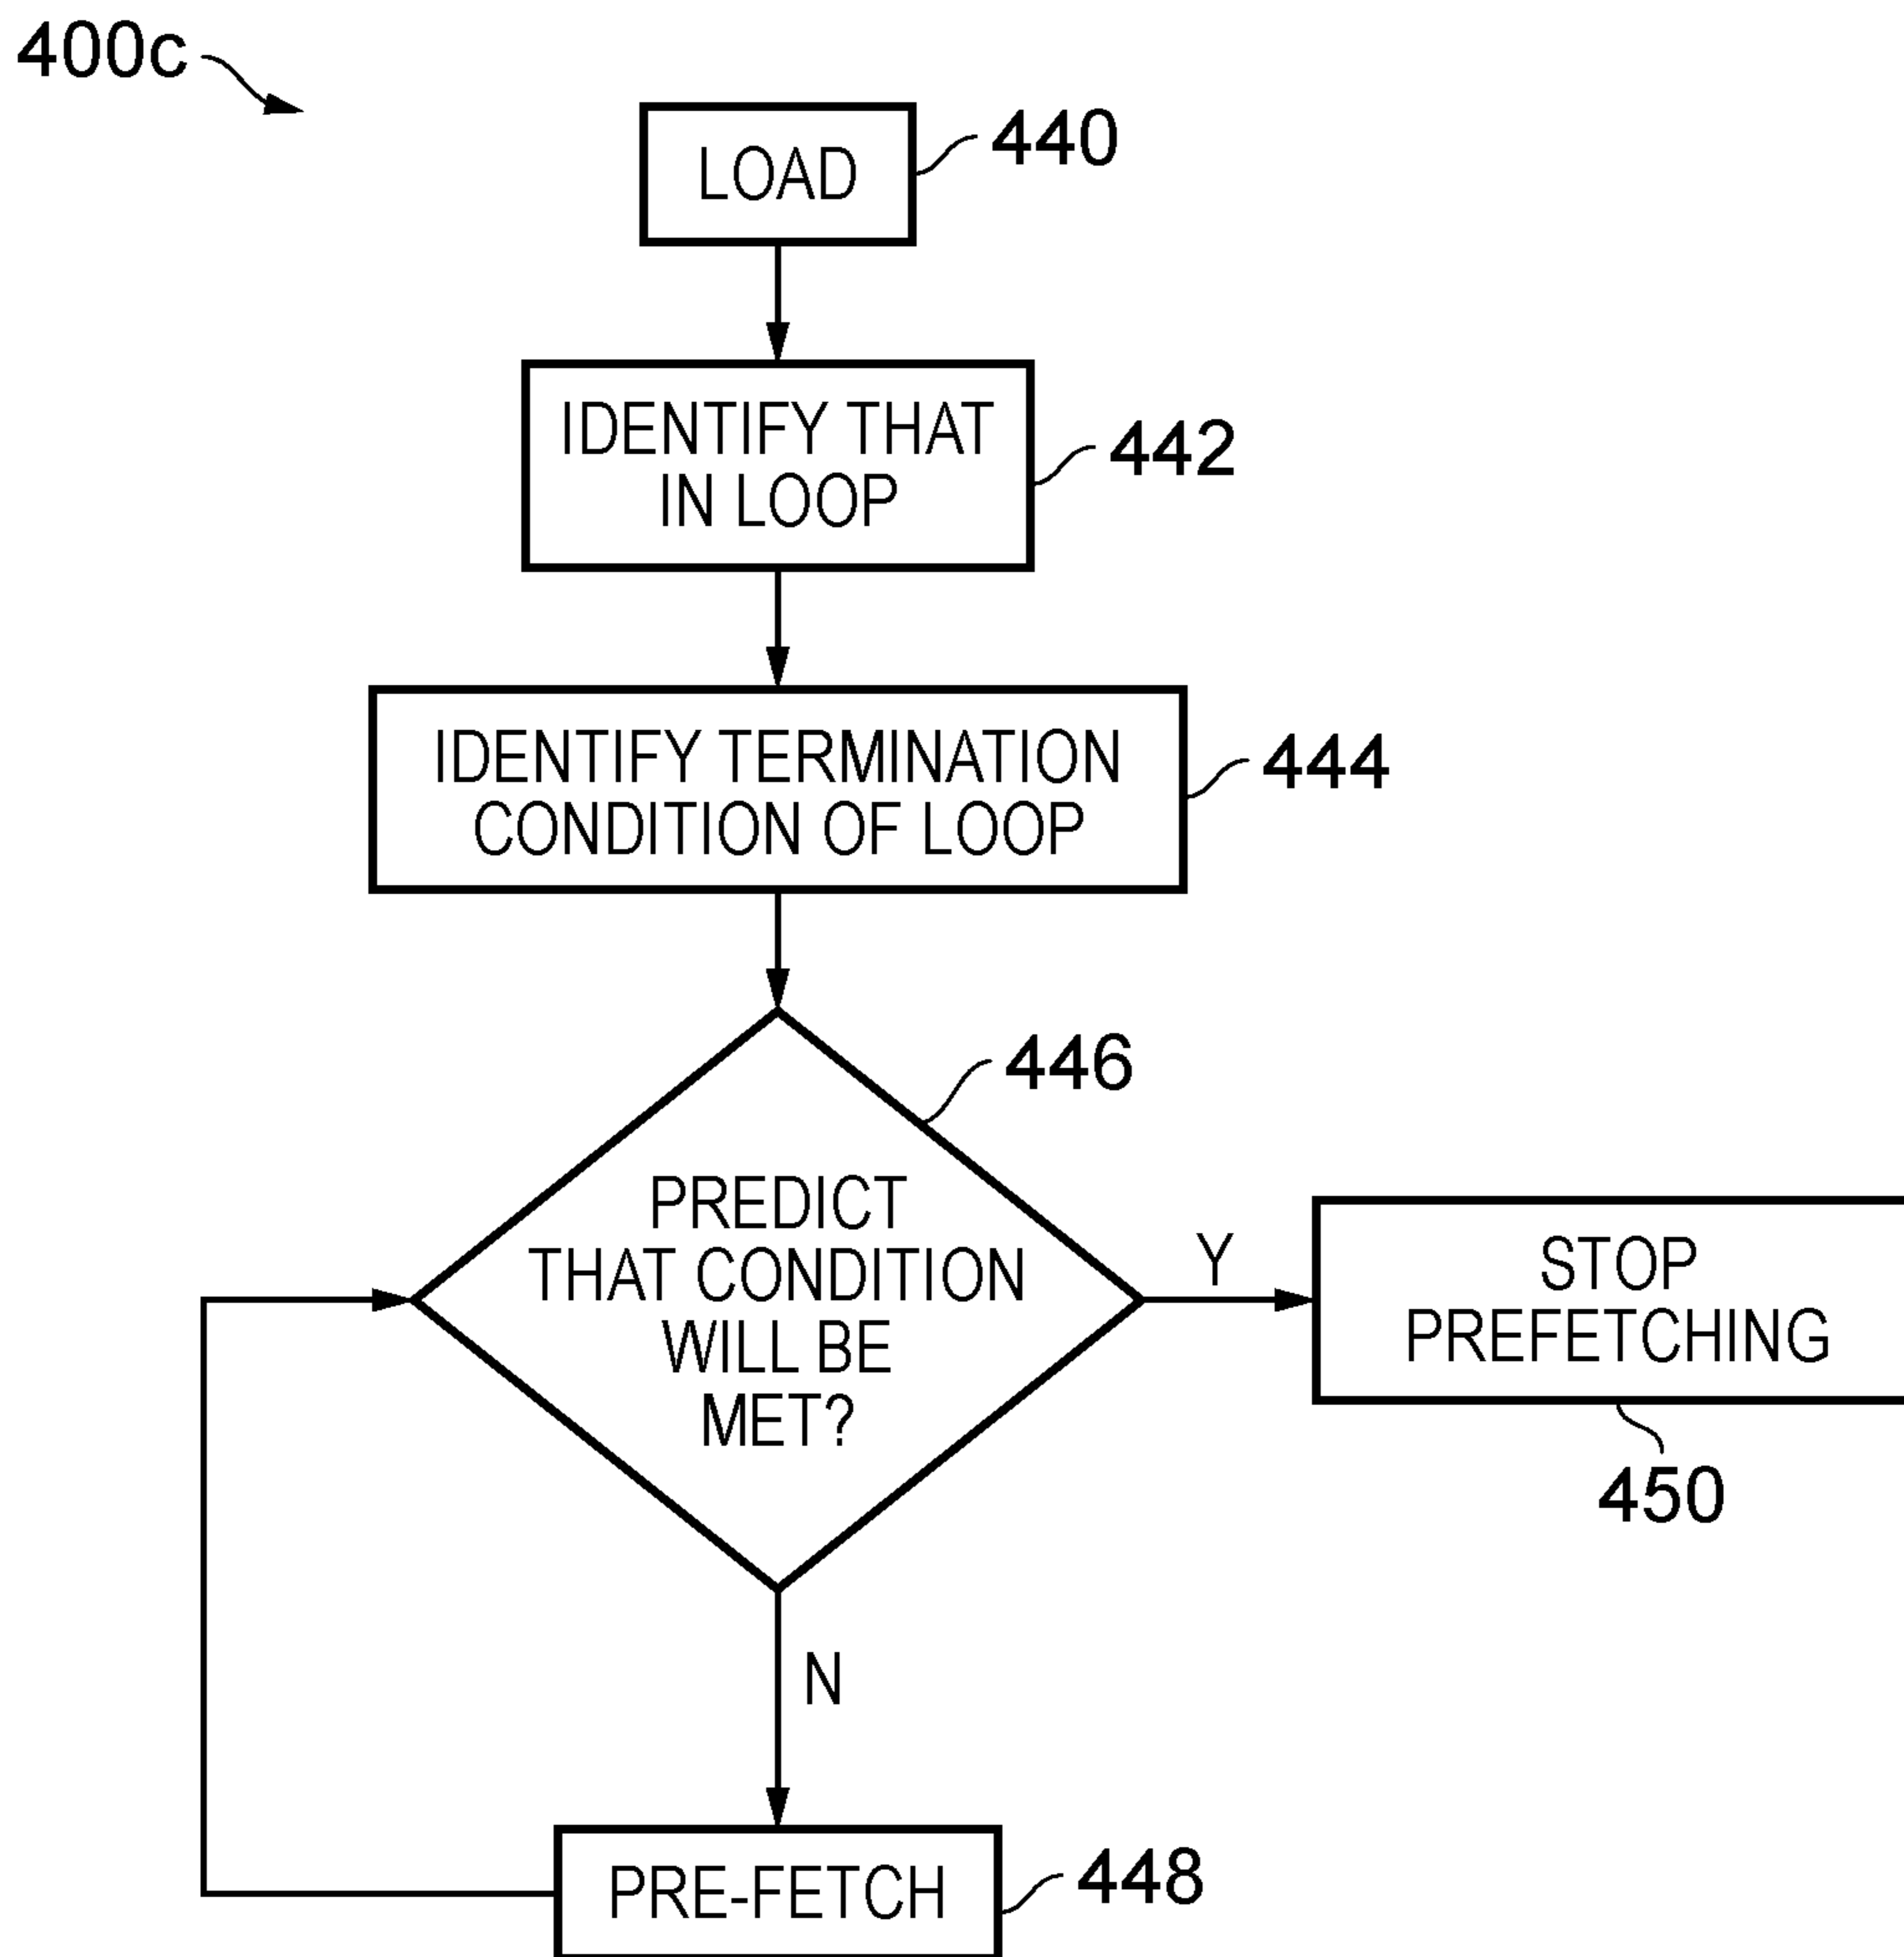 400c
LOAD
440
IDENTIFY THAT
IN LOOP
442
IDENTIFY TERMINATION
CONDITION OF LOOP
444
446
PREDICT
THAT CONDITION
WILL BE
MET?
Y
STOP
PREFETCHING
450
N
PRE-FETCH
448